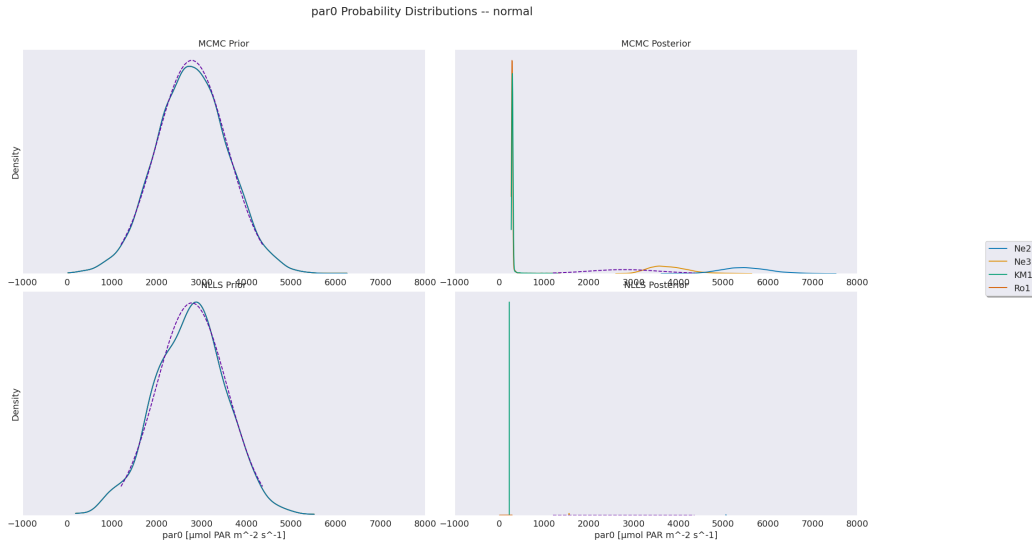 par0 Probability Distributions -- normal
MCMC Prior
MCMC Posterior
Density
−1000 0 1000 2000 3000 4000 5000 6000 7000 8000
−1000 0 1000 2000 3000 4000 5000 6000 7000 8000
NLLS Prior
NLLS Posterior
Ne2
Ne3
KM1
Ro1
Density
−1000 0 1000 2000 3000 4000 5000 6000 7000 8000
−1000 0 1000 2000 3000 4000 5000 6000 7000 8000
par0 [µmol PAR m^-2 s^-1]
par0 [µmol PAR m^-2 s^-1]